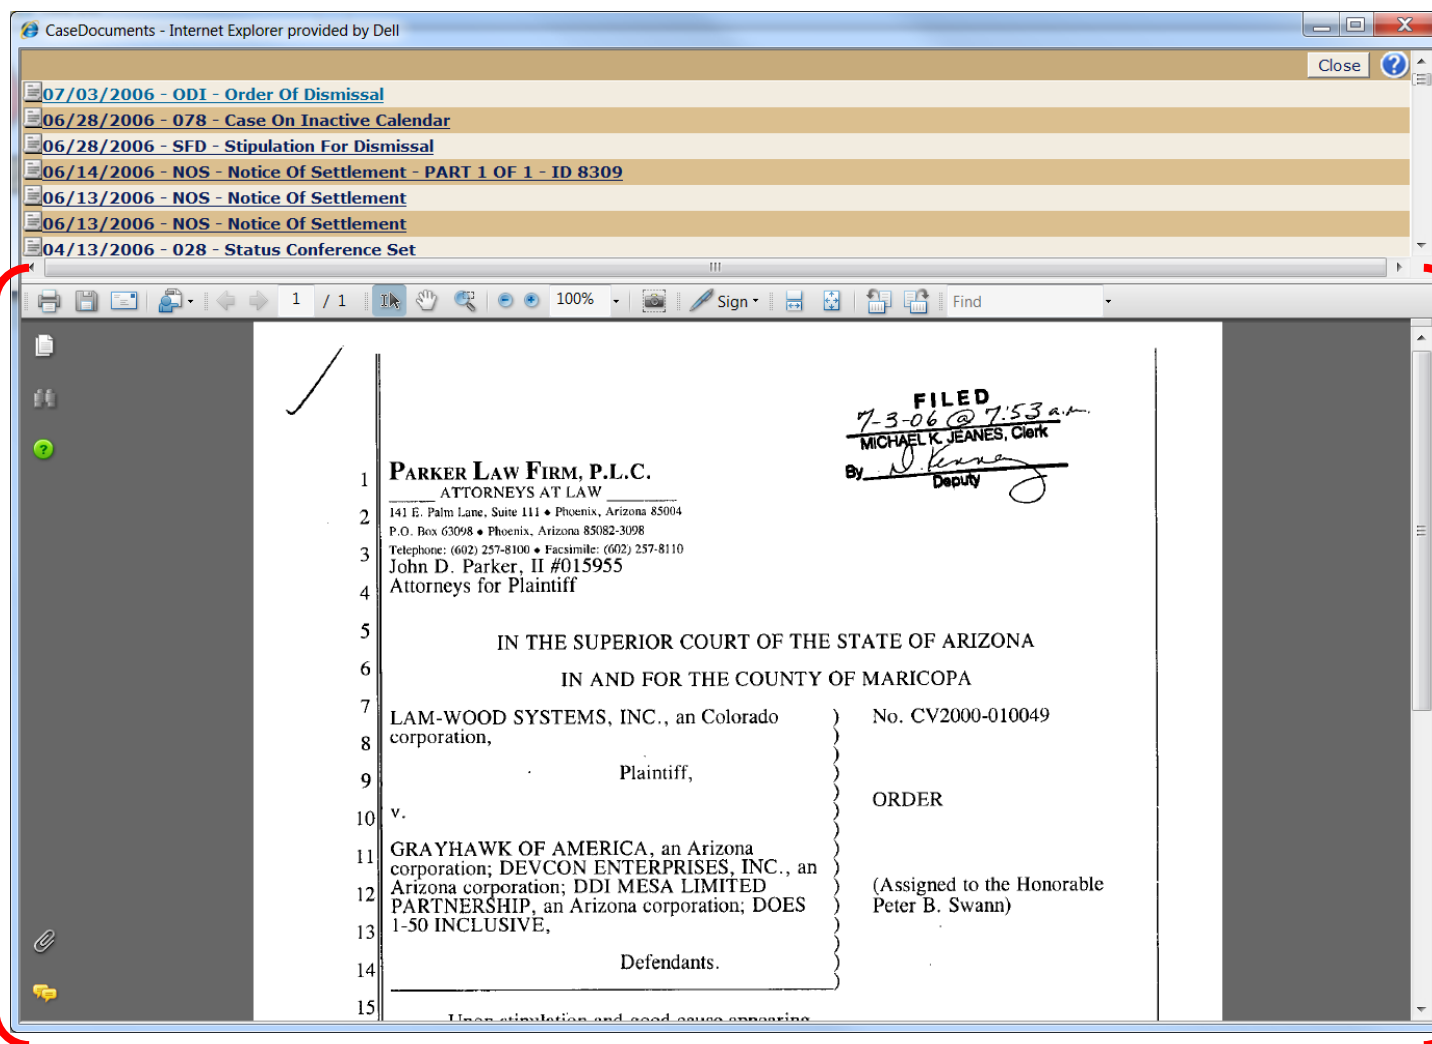 CaseDocuments - Internet Explorer provided by Dell
Close
07/03/2006 - ODI - Order Of Dismissal
06/28/2006 - 078 - Case On Inactive Calendar
06/28/2006 - SFD - Stipulation For Dismissal
06/14/2006 - NOS - Notice Of Settlement - PART 1 OF 1 - ID 8309
06/13/2006 - NOS - Notice Of Settlement
06/13/2006 - NOS - Notice Of Settlement
04/13/2006 - 028 - Status Conference Set
1 / 1 100% Sign Find
FILED
7-3-06 @ 7:53 a.m.
MICHAEL K. JEANES, Clerk
By D. Kenney
Deputy
1 PARKER LAW FIRM, P.L.C.
ATTORNEYS AT LAW
2 141 E. Palm Lane, Suite 111 ◆ Phoenix, Arizona 85004
P.O. Box 63098 ◆ Phoenix, Arizona 85082-3098
3 Telephone: (602) 257-8100 ◆ Facsimile: (602) 257-8110
John D. Parker, II #015955
4 Attorneys for Plaintiff
5 IN THE SUPERIOR COURT OF THE STATE OF ARIZONA
6 IN AND FOR THE COUNTY OF MARICOPA
7 LAM-WOOD SYSTEMS, INC., an Colorado ) No. CV2000-010049
8 corporation, )
9 Plaintiff, )
ORDER
10 v. )
11 GRAYHAWK OF AMERICA, an Arizona )
corporation; DEVCON ENTERPRISES, INC., an )
12 Arizona corporation; DDI MESA LIMITED ) (Assigned to the Honorable
PARTNERSHIP, an Arizona corporation; DOES ) Peter B. Swann)
13 1-50 INCLUSIVE, )
14 Defendants. )
15 Upon stipulation and good cause appearing